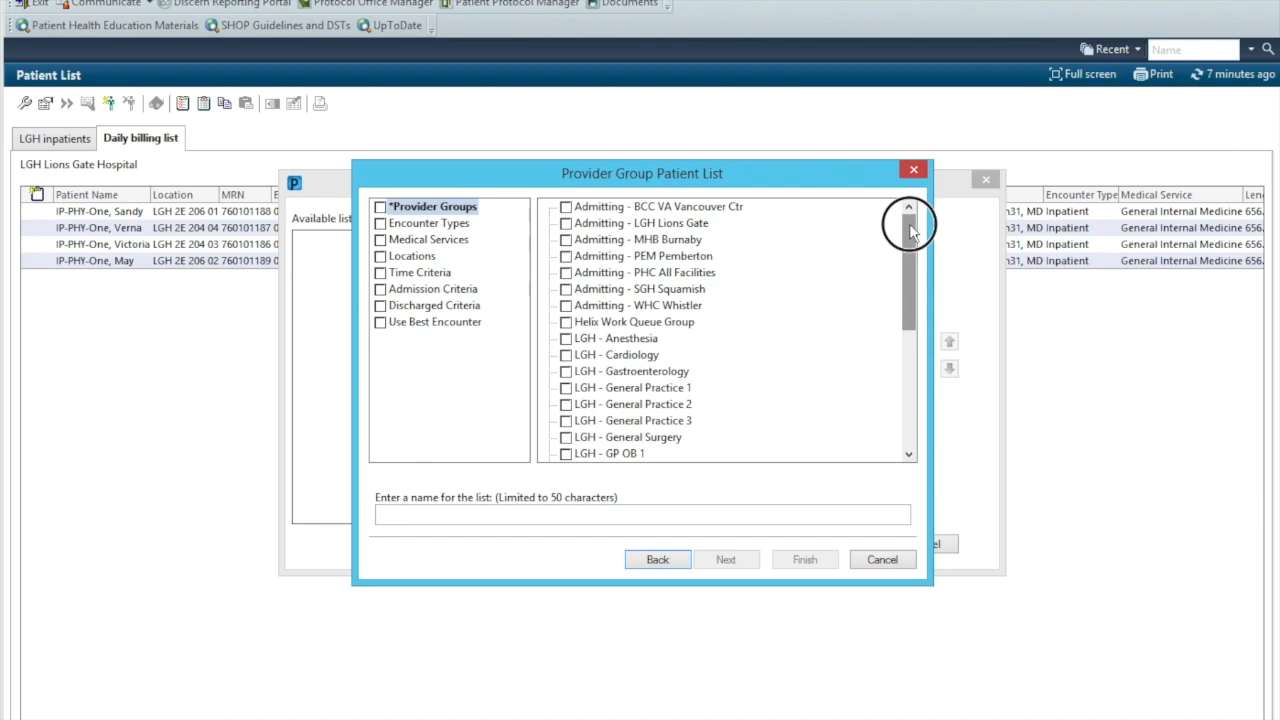 Exit Communicate Discern Reporting Portal Protocol Office Manager Patient Protocol Manager Documents
Patient Health Education Materials SHOP Guidelines and DSTs UpToDate
Recent Name
Patient List Full screen Print 7 minutes ago
LGH inpatients Daily billing list
LGH Lions Gate Hospital
Patient Name Location MRN Encounter Type Medical Service
IP-PHY-One, Sandy LGH 2E 206 01 760101188 Inpatient General Internal Medicine 656.
IP-PHY-One, Verna LGH 2E 204 04 760101187 MD Inpatient General Internal Medicine 656.
IP-PHY-One, Victoria LGH 2E 204 03 760101186 MD Inpatient General Internal Medicine 656.
IP-PHY-One, May LGH 2E 206 02 760101189 MD Inpatient General Internal Medicine 656.
P
Available list
Provider Group Patient List
*Provider Groups
Encounter Types
Medical Services
Locations
Time Criteria
Admission Criteria
Discharged Criteria
Use Best Encounter
Admitting - BCC VA Vancouver Ctr
Admitting - LGH Lions Gate
Admitting - MHB Burnaby
Admitting - PEM Pemberton
Admitting - PHC All Facilities
Admitting - SGH Squamish
Admitting - WHC Whistler
Helix Work Queue Group
LGH - Anesthesia
LGH - Cardiology
LGH - Gastroenterology
LGH - General Practice 1
LGH - General Practice 2
LGH - General Practice 3
LGH - General Surgery
LGH - GP OB 1
Enter a name for the list: (Limited to 50 characters)
Back Next Finish Cancel